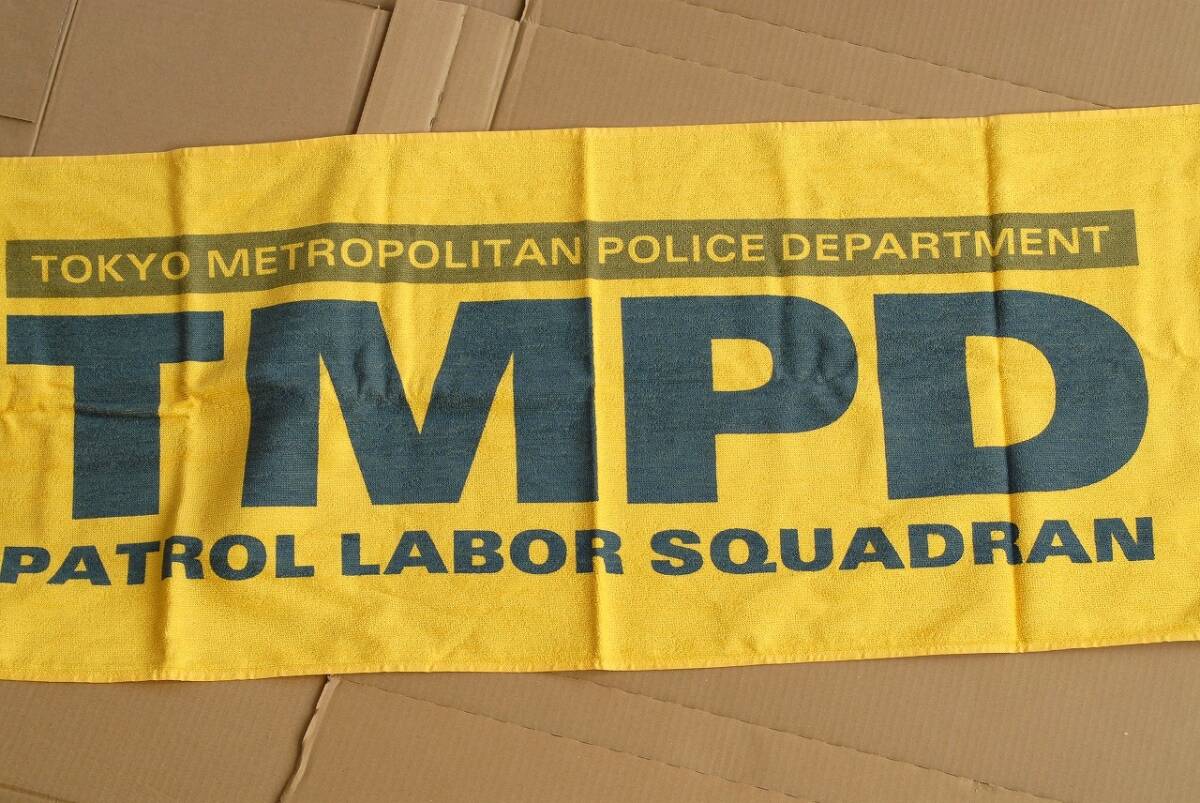 TOKYO METROPOLITAN POLICE DEPARTMENT
TMPD
PATROL LABOR SQUADRAN